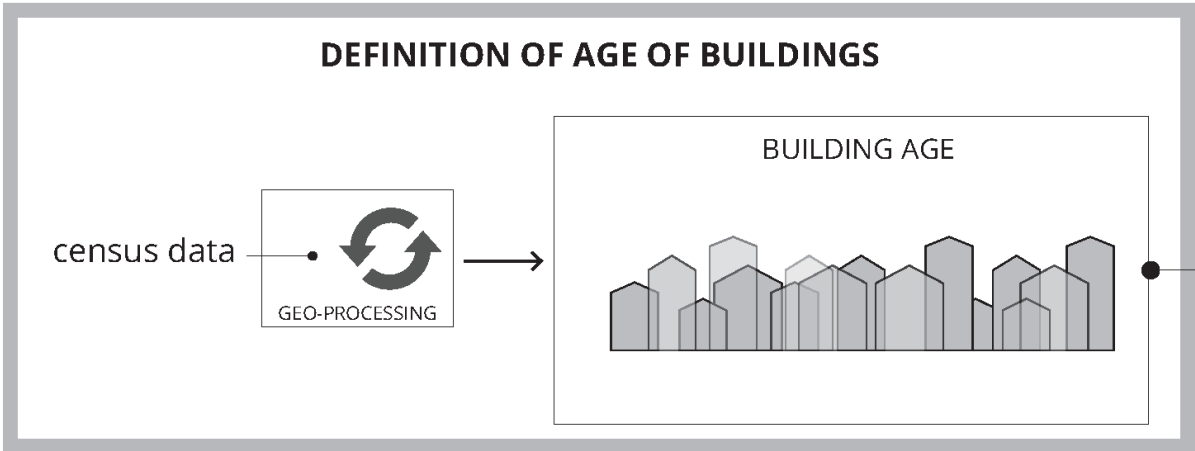 DEFINITION OF AGE OF BUILDINGS
BUILDING AGE
census data
GEO-PROCESSING